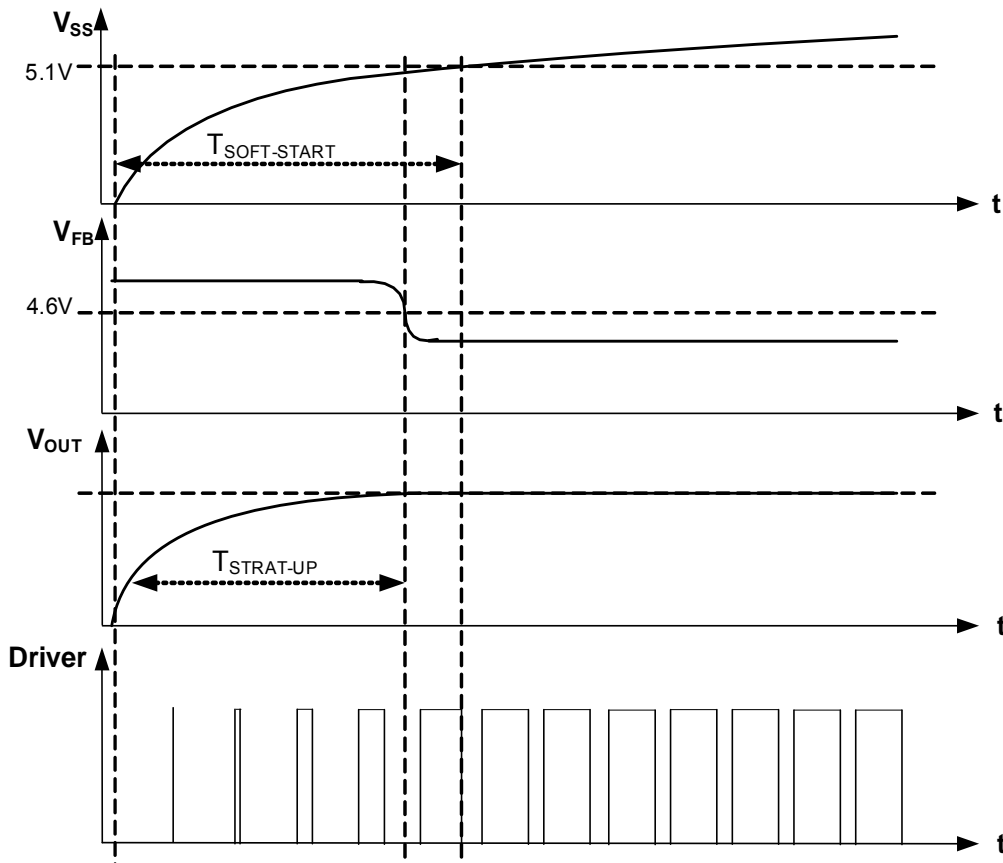 VSS
5.1V
TSOFT-START
t
VFB
4.6V
t
VOUT
TSTRAT-UP
t
Driver
t